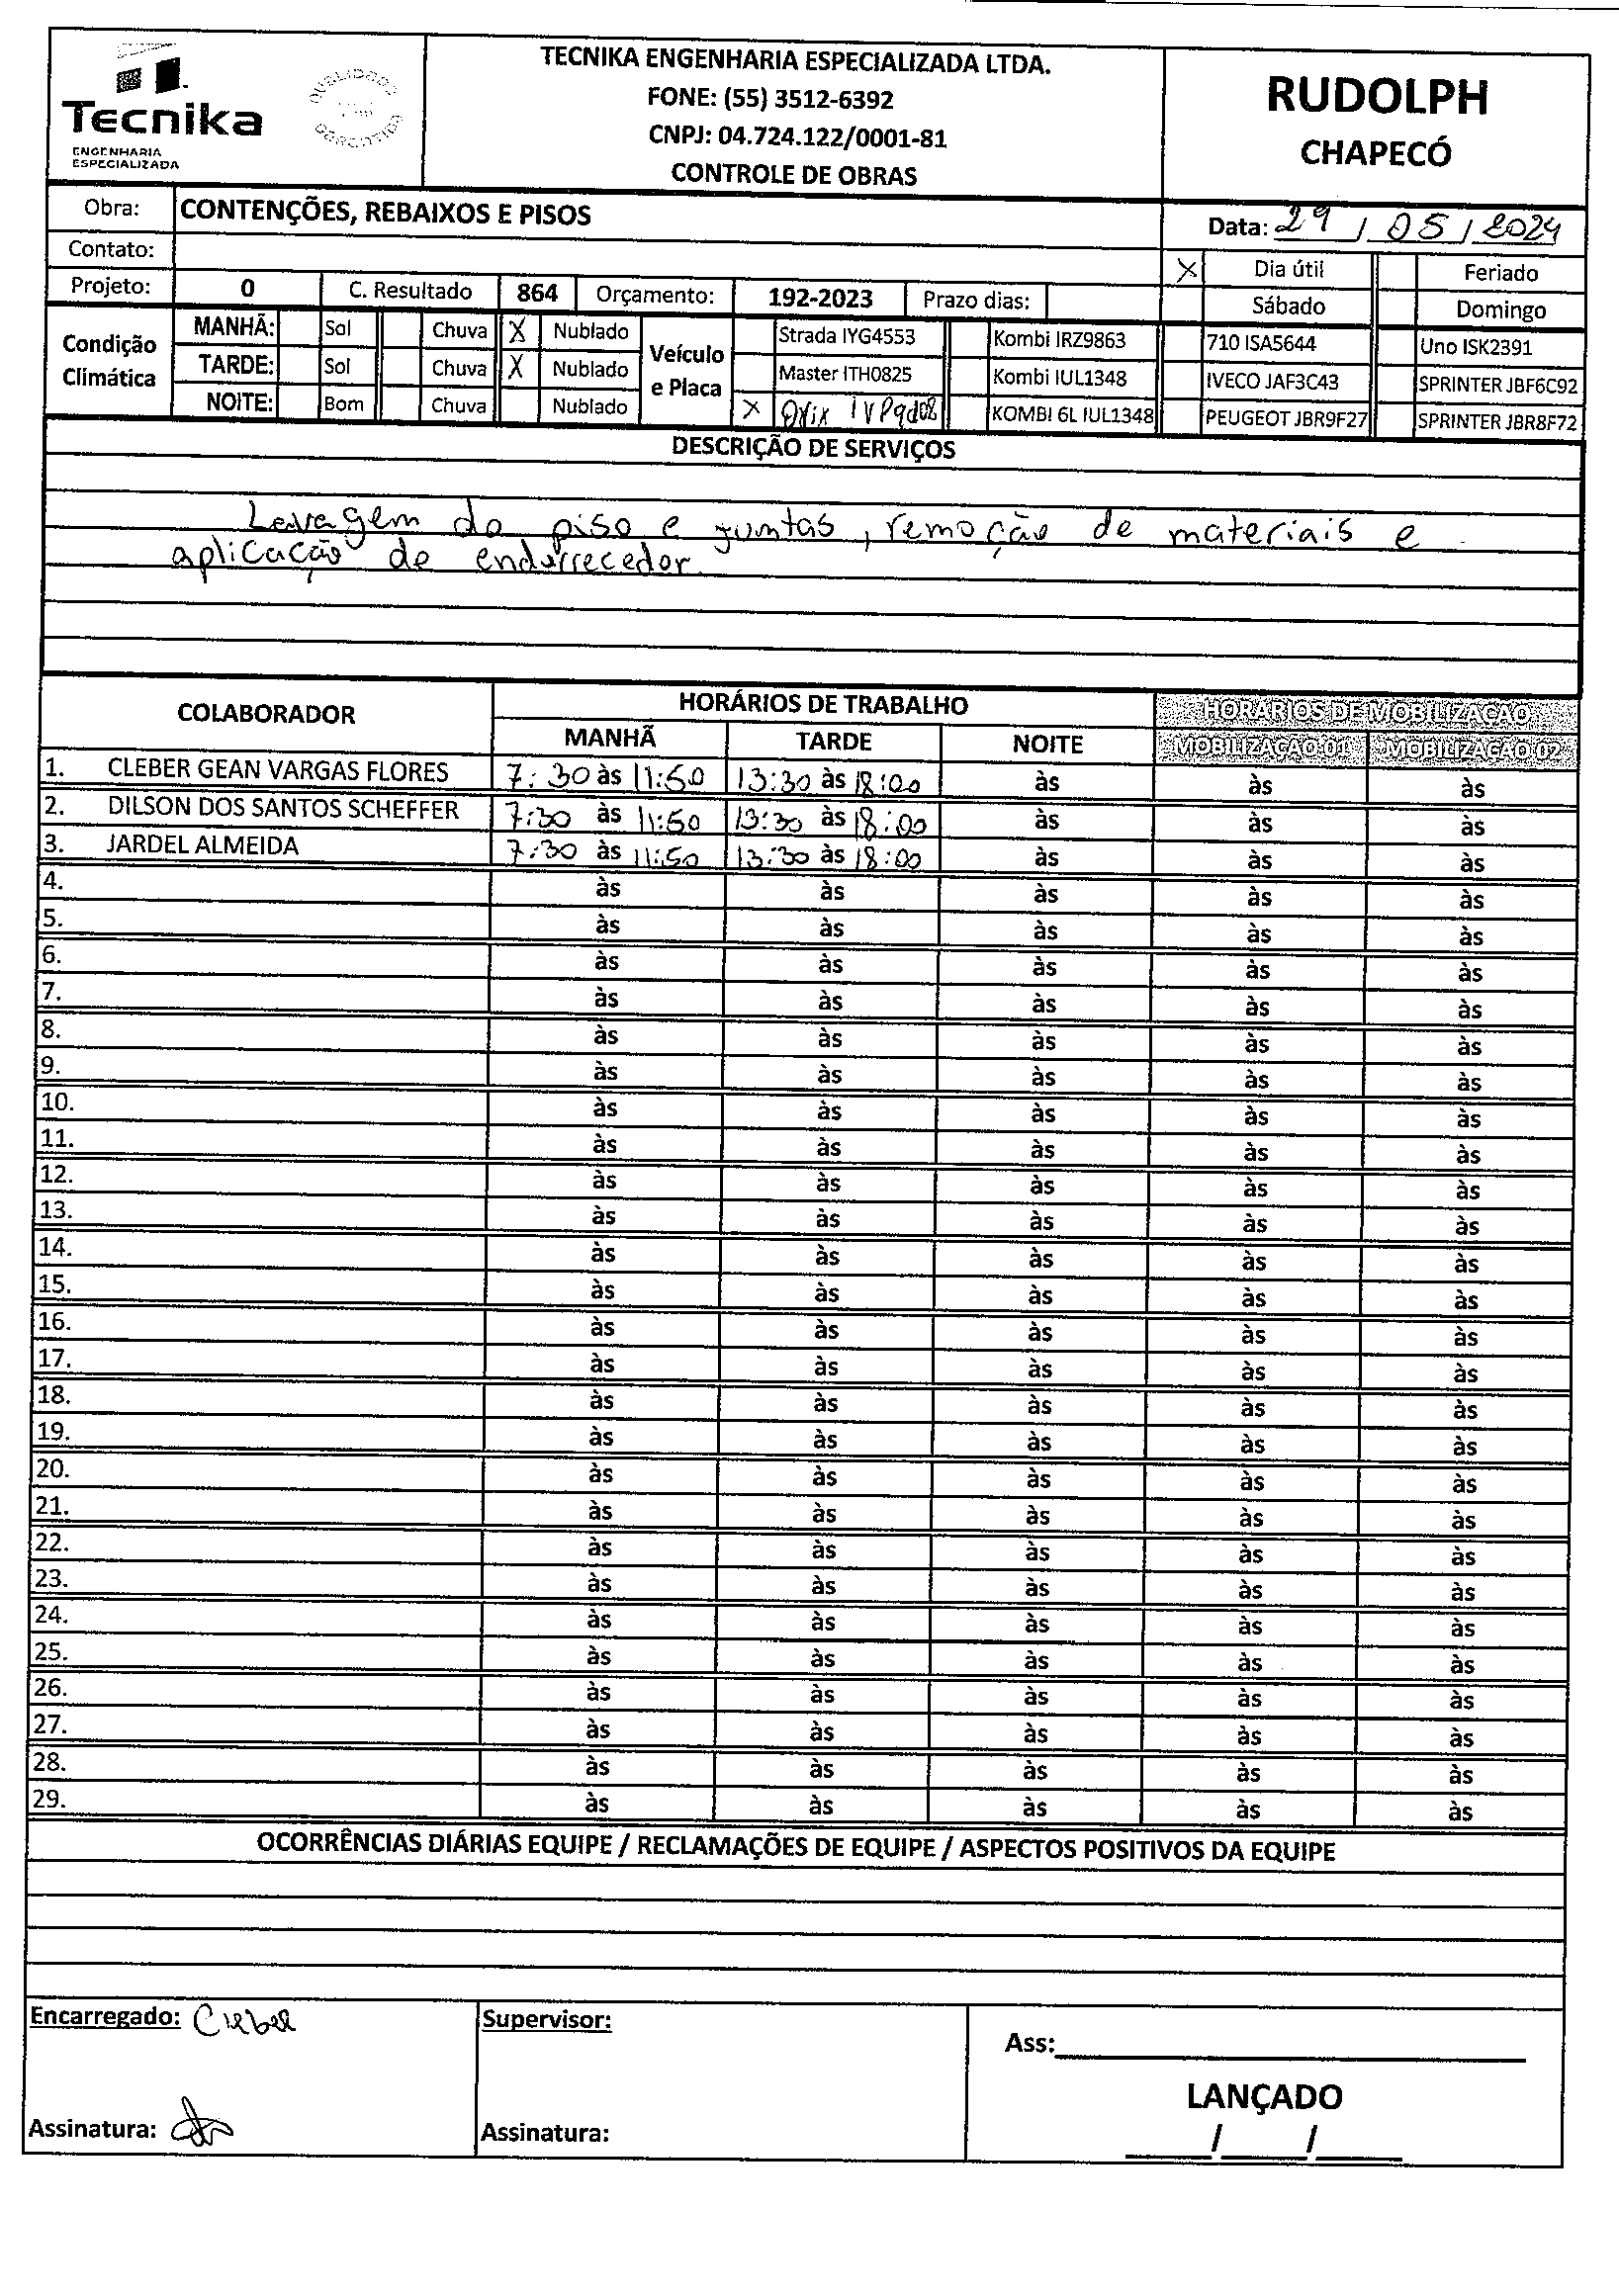 Tecnika
ENGENHARIA
ESPECIALIZADA
QUALIDADE
GARANTIDA
TECNIKA ENGENHARIA ESPECIALIZADA LTDA.
FONE: (55) 3512-6392
CNPJ: 04.724.122/0001-81
CONTROLE DE OBRAS
RUDOLPH
CHAPECÓ
Obra: CONTENÇÕES, REBAIXOS E PISOS
Data: 29 / 05 / 2024
Contato:
X Dia útil Feriado
Projeto: 0 C. Resultado 864 Orçamento: 192-2023 Prazo dias:
Sábado Domingo
Condição Climática
MANHÃ: Sol Chuva X Nublado
TARDE: Sol Chuva X Nublado
NOITE: Bom Chuva Nublado
Veículo e Placa
Strada IYG4553 Kombi IRZ9863 710 ISA5644 Uno ISK2391
Master ITH0825 Kombi IUL1348 IVECO JAF3C43 SPRINTER JBF6C92
X KOMBI 6L IUL1348 PEUGEOT JBR9F27 SPRINTER JBR8F72
DESCRIÇÃO DE SERVIÇOS
Lavagem do piso e juntas, remoção de materiais e
aplicação de endurrecedor.
COLABORADOR HORÁRIOS DE TRABALHO HORÁRIOS DE MOBILIZAÇÃO
MANHÃ TARDE NOITE MOBILIZAÇAO 01 MOBILIZAÇAO 02
1. CLEBER GEAN VARGAS FLORES 7:30 às 11:50 13:30 às 18:00 às às às
2. DILSON DOS SANTOS SCHEFFER 7:30 às 11:50 13:30 às 18:00 às às às
3. JARDEL ALMEIDA 7:30 às 11:50 13:30 às 18:00 às às às
4. às às às às às
5. às às às às às
6. às às às às às
7. às às às às às
8. às às às às às
9. às às às às às
10. às às às às às
11. às às às às às
12. às às às às às
13. às às às às às
14. às às às às às
15. às às às às às
16. às às às às às
17. às às às às às
18. às às às às às
19. às às às às às
20. às às às às às
21. às às às às às
22. às às às às às
23. às às às às às
24. às às às às às
25. às às às às às
26. às às às às às
27. às às às às às
28. às às às às às
29. às às às às às
OCORRÊNCIAS DIÁRIAS EQUIPE / RECLAMAÇÕES DE EQUIPE / ASPECTOS POSITIVOS DA EQUIPE
Encarregado: Cleber
Supervisor:
Ass:
LANÇADO
Assinatura:
Assinatura:
/ /